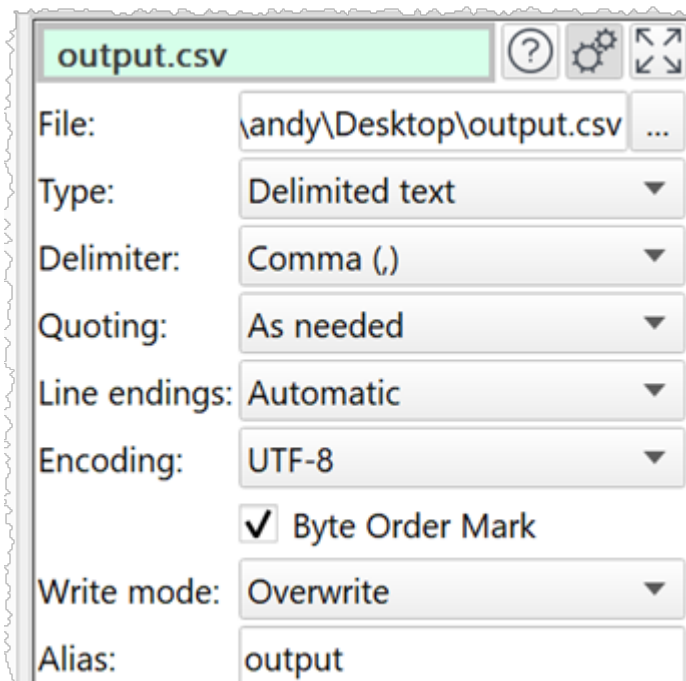 output.csv
File: \andy\Desktop\output.csv ...
Type: Delimited text
Delimiter: Comma (,)
Quoting: As needed
Line endings: Automatic
Encoding: UTF-8
Byte Order Mark
Write mode: Overwrite
Alias: output